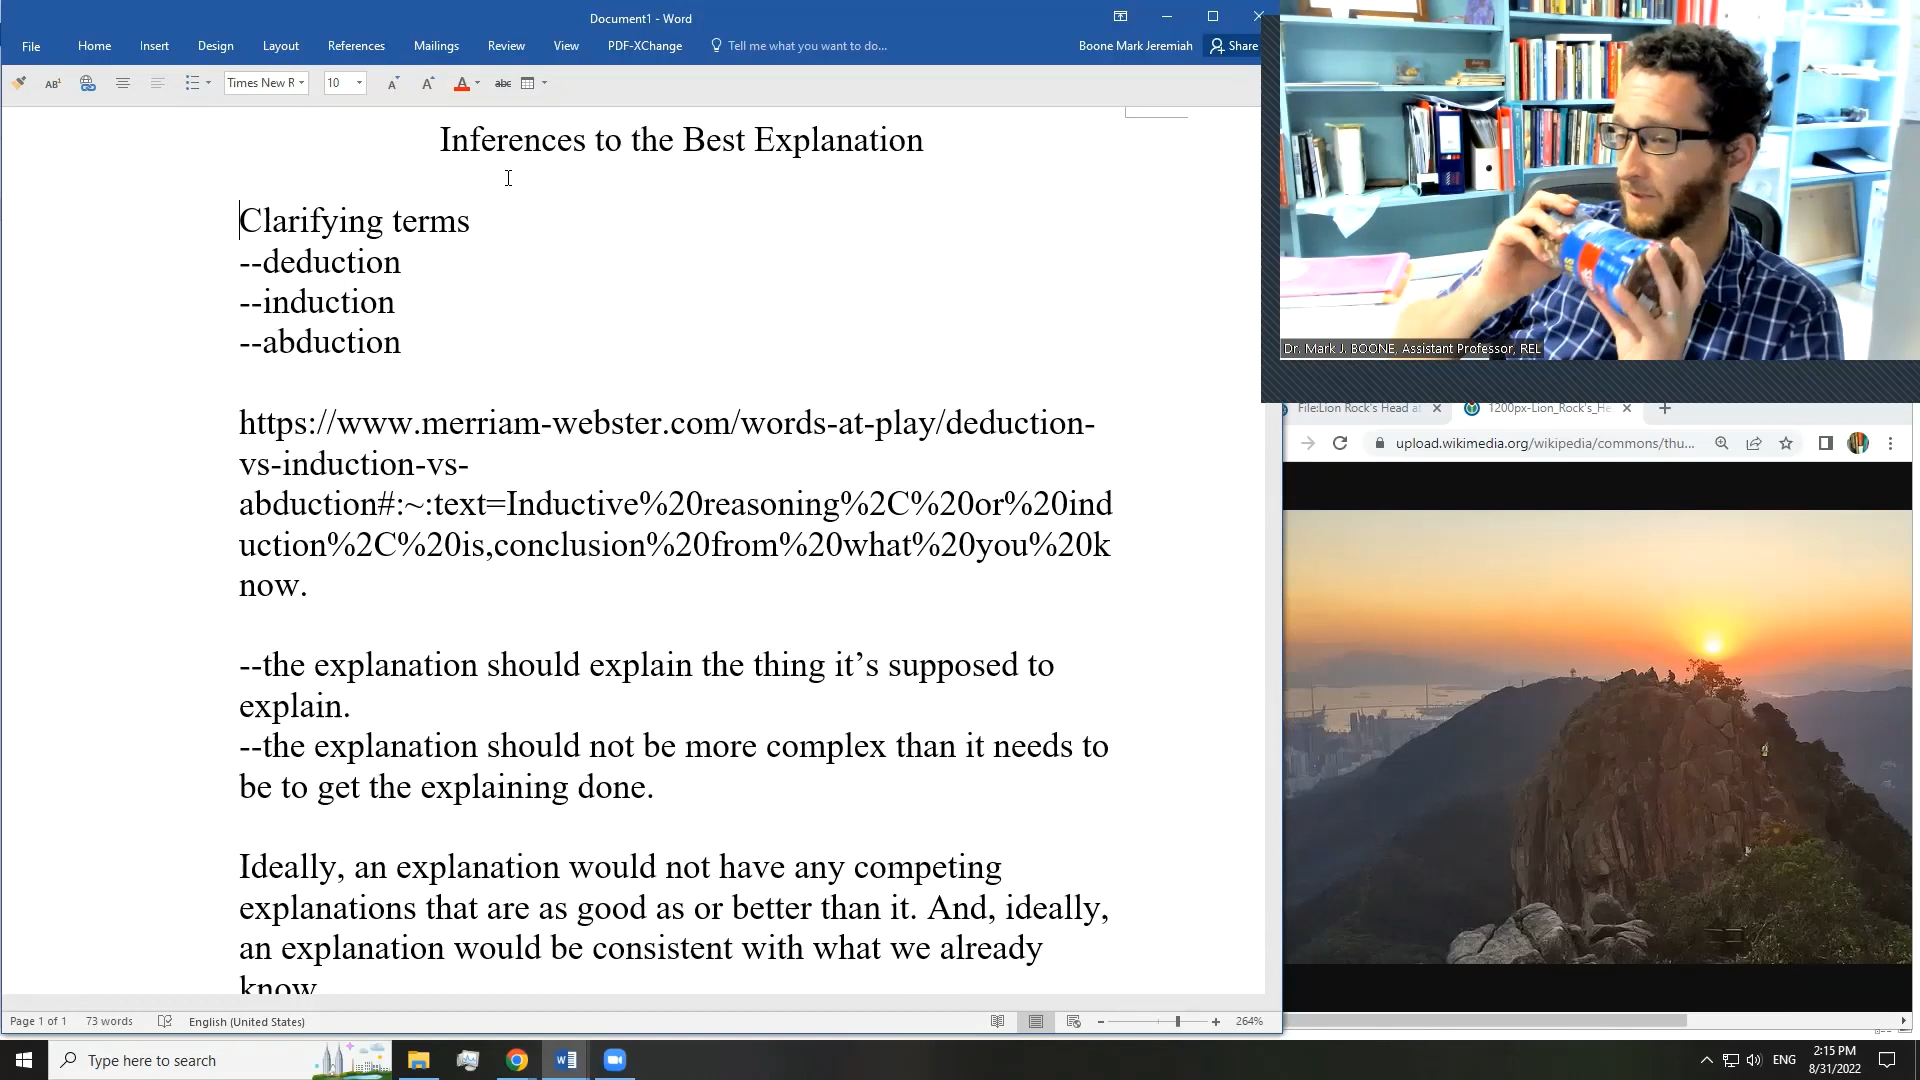 Document1 - Word
File Home Insert Design Layout References Mailings Review View PDF-XChange Tell me what you want to do... Boone Mark Jeremiah Share
Times New R 10
Inferences to the Best Explanation
Clarifying terms
--deduction
--induction
--abduction
https://www.merriam-webster.com/words-at-play/deduction-
vs-induction-vs-
abduction#:~:text=Inductive%20reasoning%2C%20or%20ind
uction%2C%20is,conclusion%20from%20what%20you%20k
now.
--the explanation should explain the thing it’s supposed to
explain.
--the explanation should not be more complex than it needs to
be to get the explaining done.
Ideally, an explanation would not have any competing
explanations that are as good as or better than it. And, ideally,
an explanation would be consistent with what we already
know
Page 1 of 1 73 words English (United States) 264%
Dr. Mark J. BOONE, Assistant Professor, REL
File:Lion Rock's Head at 1200px-Lion_Rock's_He
upload.wikimedia.org/wikipedia/commons/thu...
Type here to search
ENG
2:15 PM
8/31/2022